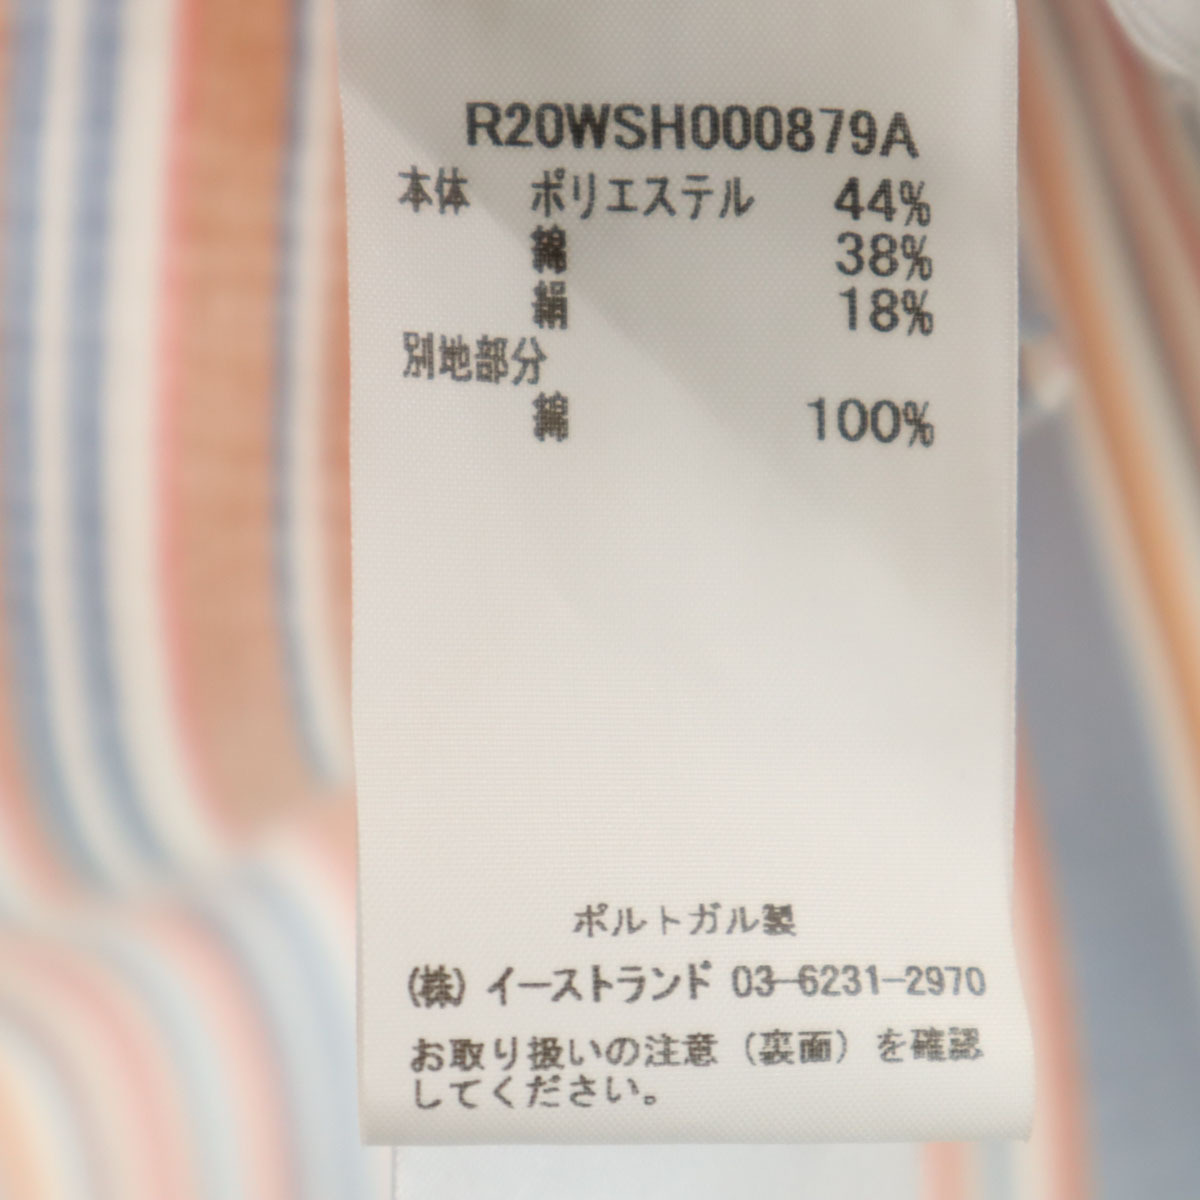 R20WSH000879A
本体 ポリエステル 44%
綿 38%
絹 18%
別地部分
綿 100%
ポルトガル製
(株) イーストランド 03-6231-2970
お取り扱いの注意（裏面）を確認
してください。